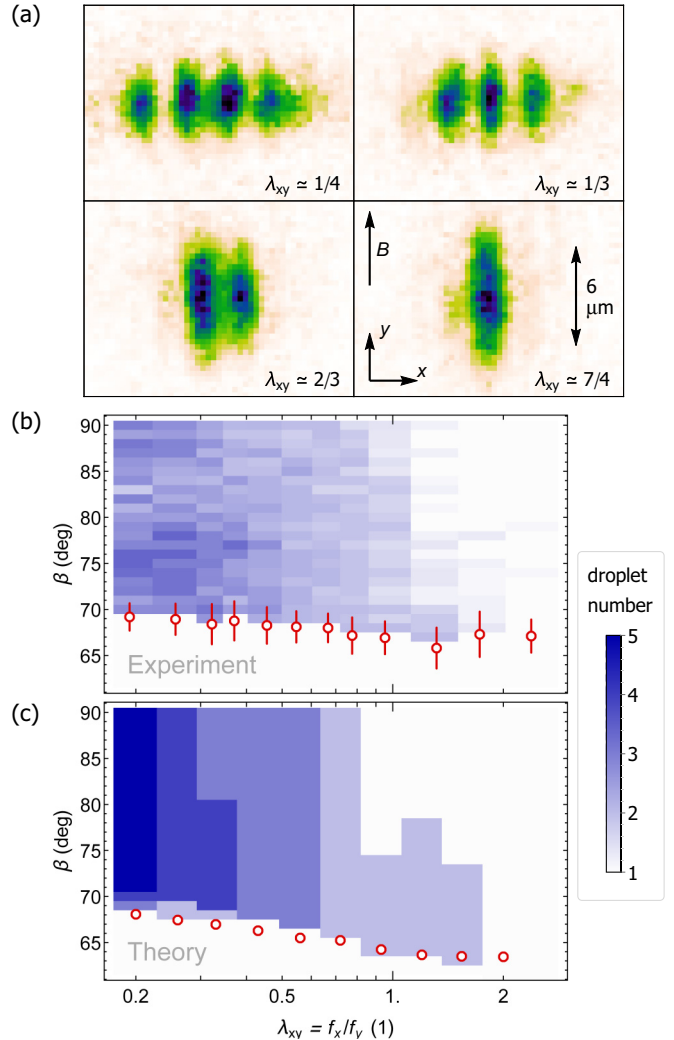 (a)
λxy ≃ 1/4
λxy ≃ 1/3
λxy ≃ 2/3
B
y
x
6
μm
λxy ≃ 7/4
(b)
90
85
80
75
70
65
β (deg)
Experiment
(c)
90
85
80
75
70
65
β (deg)
Theory
0.2
0.5
1.
2
λxy = fx/fy (1)
droplet
number
5
4
3
2
1